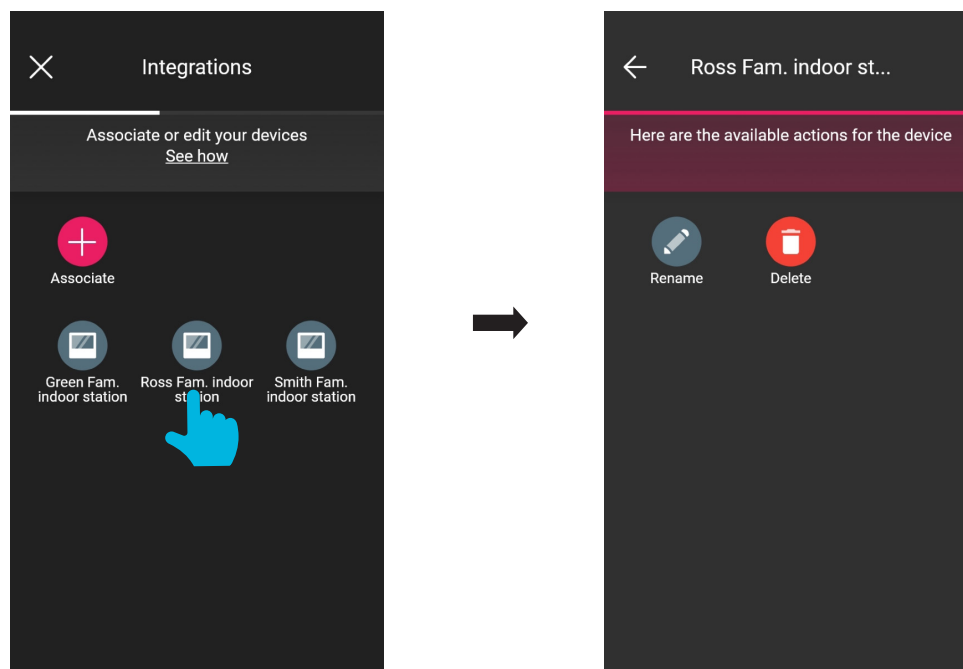 Integrations
Associate or edit your devices
See how
Associate
Green Fam.
indoor station
Ross Fam. indoor
Smith Fam.
indoor station
Ross Fam. indoor st...
Here are the available actions for the device
Rename
Delete